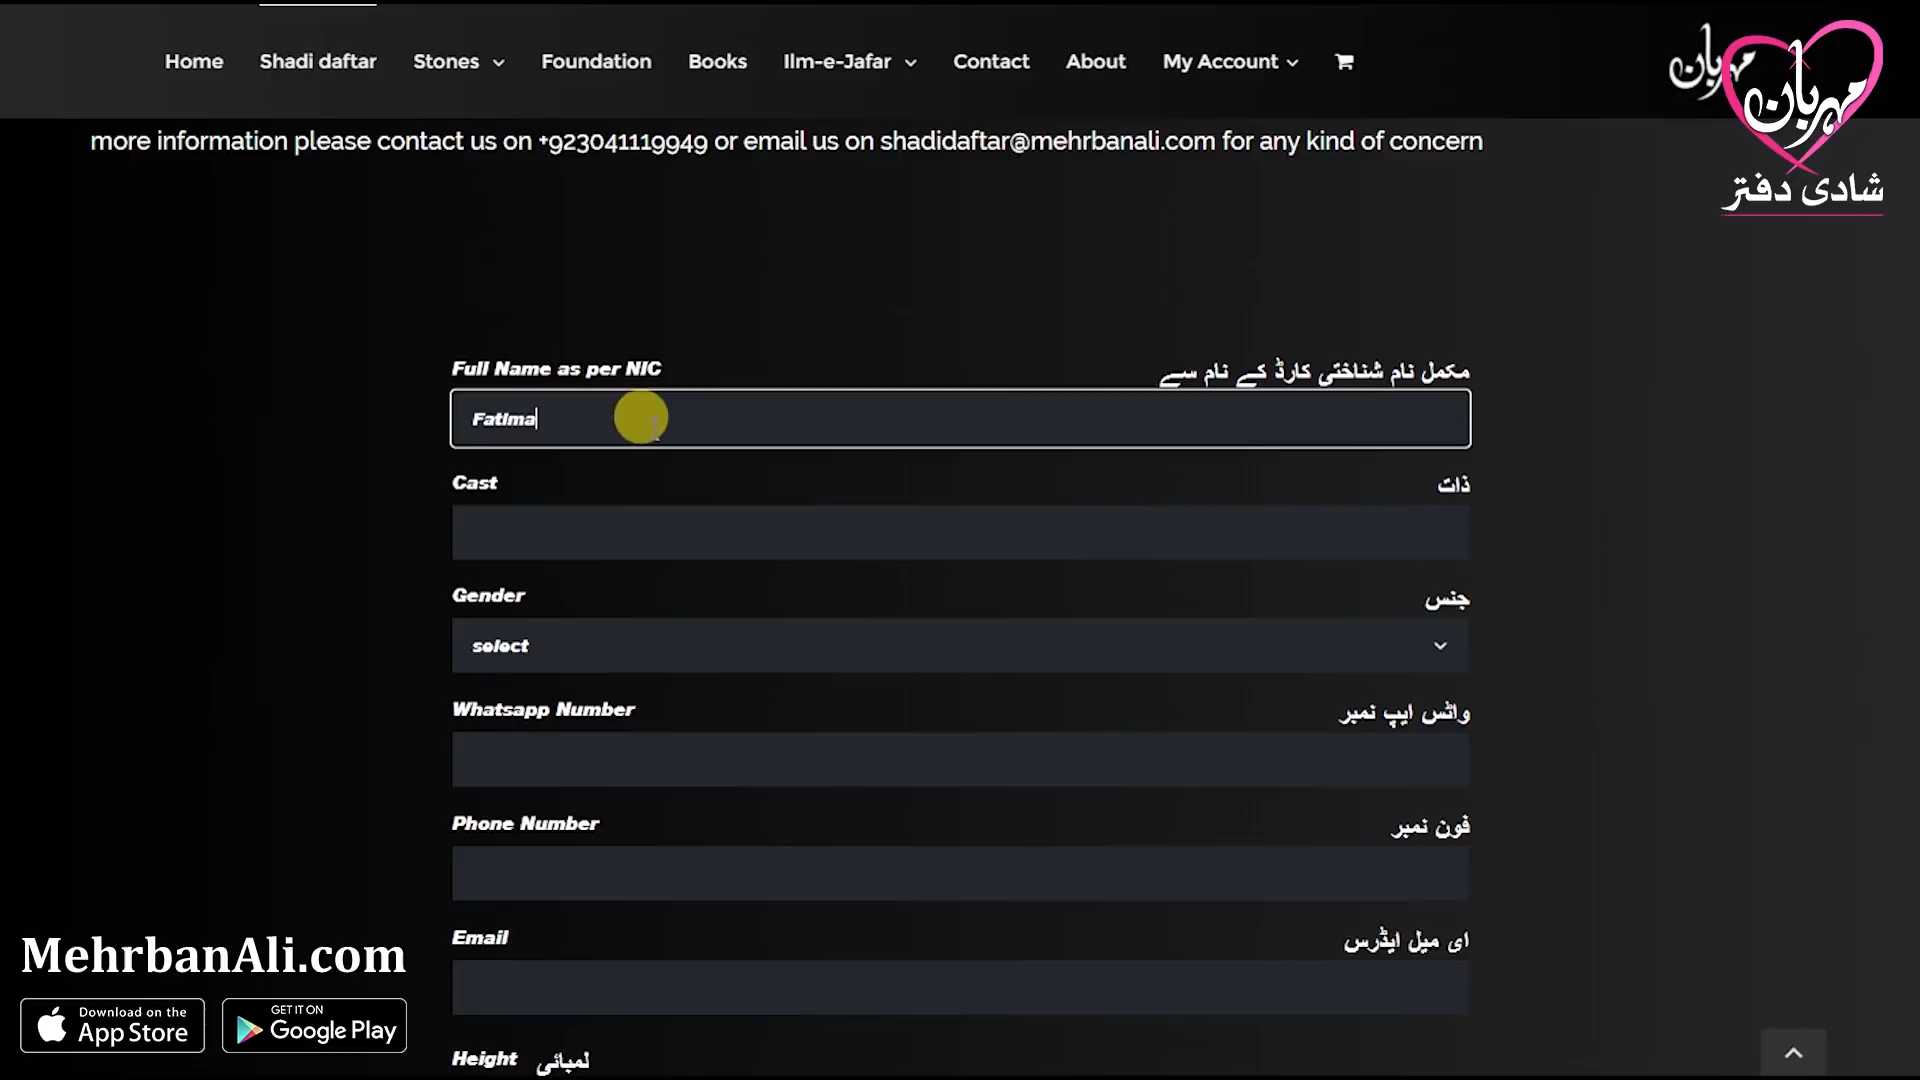 Home Shadi daftar Stones Foundation Books Ilm-e-Jafar Contact About My Account
مہربان
مہربان
شادی دفتر
more information please contact us on +923041119949 or email us on shadidaftar@mehrbanali.com for any kind of concern
Full Name as per NIC مکمل نام شناختی کارڈ کے نام سے
Fatima
Cast ذات
Gender جنس
select
Whatsapp Number واٹس ایپ نمبر
Phone Number فون نمبر
Email ای میل ایڈرس
Height لمبائی
MehrbanAli.com
Download on the App Store
GET IT ON Google Play